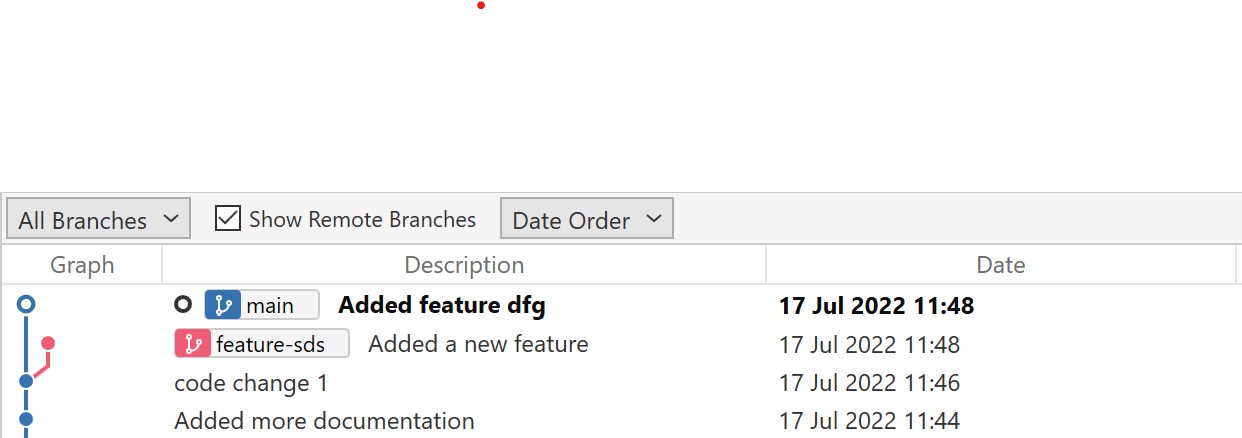 All Branches Show Remote Branches Date Order
Graph Description Date
main Added feature dfg 17 Jul 2022 11:48
feature-sds Added a new feature 17 Jul 2022 11:48
code change 1 17 Jul 2022 11:46
Added more documentation 17 Jul 2022 11:44